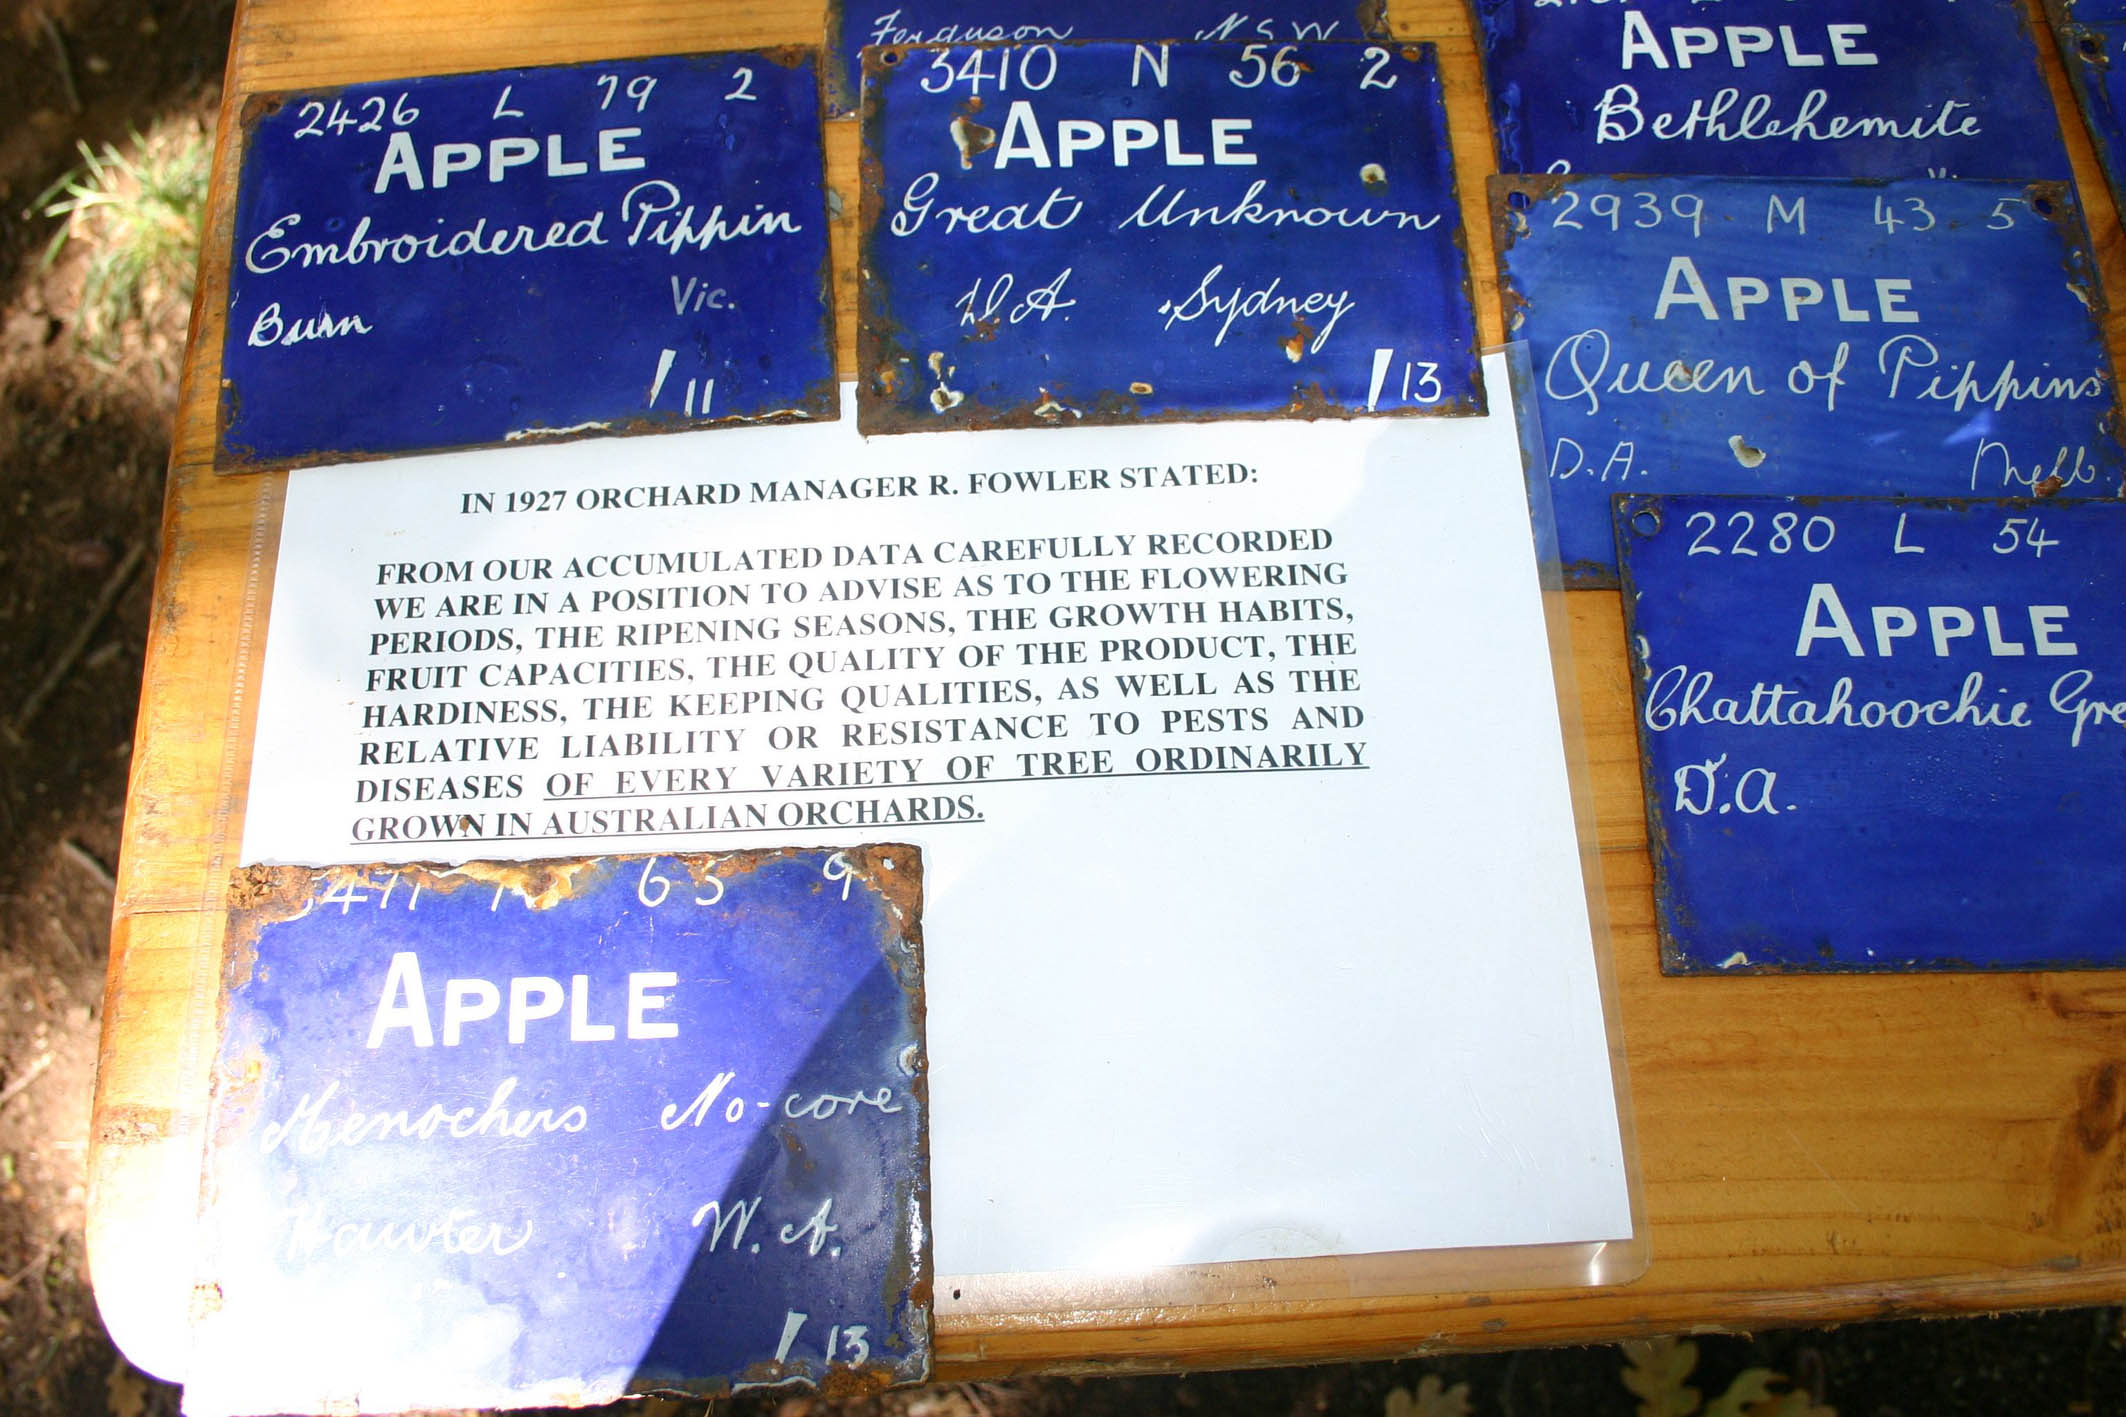 Ferguson N S W
2426 L 79 2
APPLE
Embroidered Pippin
Vic.
Bunn
/ 11
3410 N 56 2
APPLE
Great Unknown
D.A. Sydney
/ 13
APPLE
Bethlehemite
2939 M 43 5
APPLE
Queen of Pippins
D.A. Melb.
2280 L 54
APPLE
Chattahoochie Gre
D.A.
IN 1927 ORCHARD MANAGER R. FOWLER STATED:
FROM OUR ACCUMULATED DATA CAREFULLY RECORDED
WE ARE IN A POSITION TO ADVISE AS TO THE FLOWERING
PERIODS, THE RIPENING SEASONS, THE GROWTH HABITS,
FRUIT CAPACITIES, THE QUALITY OF THE PRODUCT, THE
HARDINESS, THE KEEPING QUALITIES, AS WELL AS THE
RELATIVE LIABILITY OR RESISTANCE TO PESTS AND
DISEASES OF EVERY VARIETY OF TREE ORDINARILY
GROWN IN AUSTRALIAN ORCHARDS.
63 9
APPLE
Menochers No-core
Hawter W.A.
/ 13